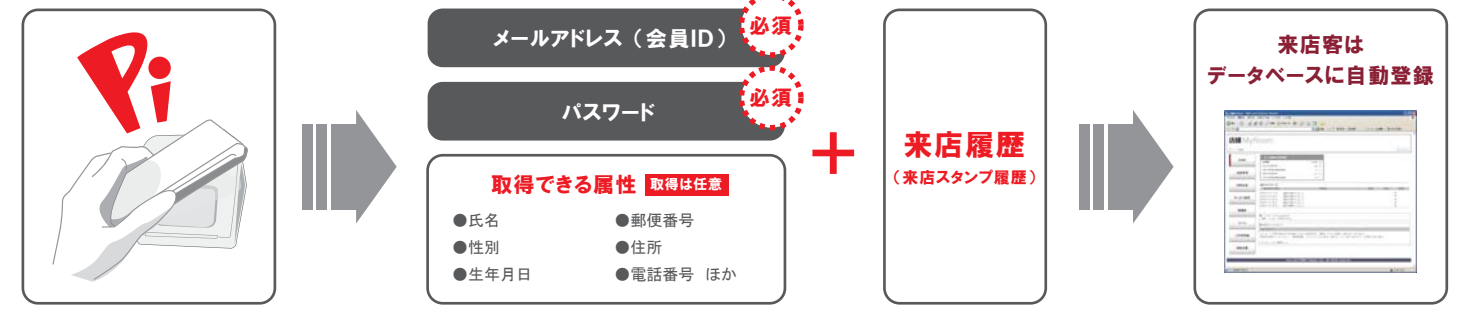 Pi
メールアドレス（会員ID）
必須
パスワード
必須
取得できる属性 取得は任意
●氏名
●郵便番号
●性別
●住所
●生年月日
●電話番号 ほか
+
来店履歴
（来店スタンプ履歴）
来店客は
データベースに自動登録
店舗 MyRoom